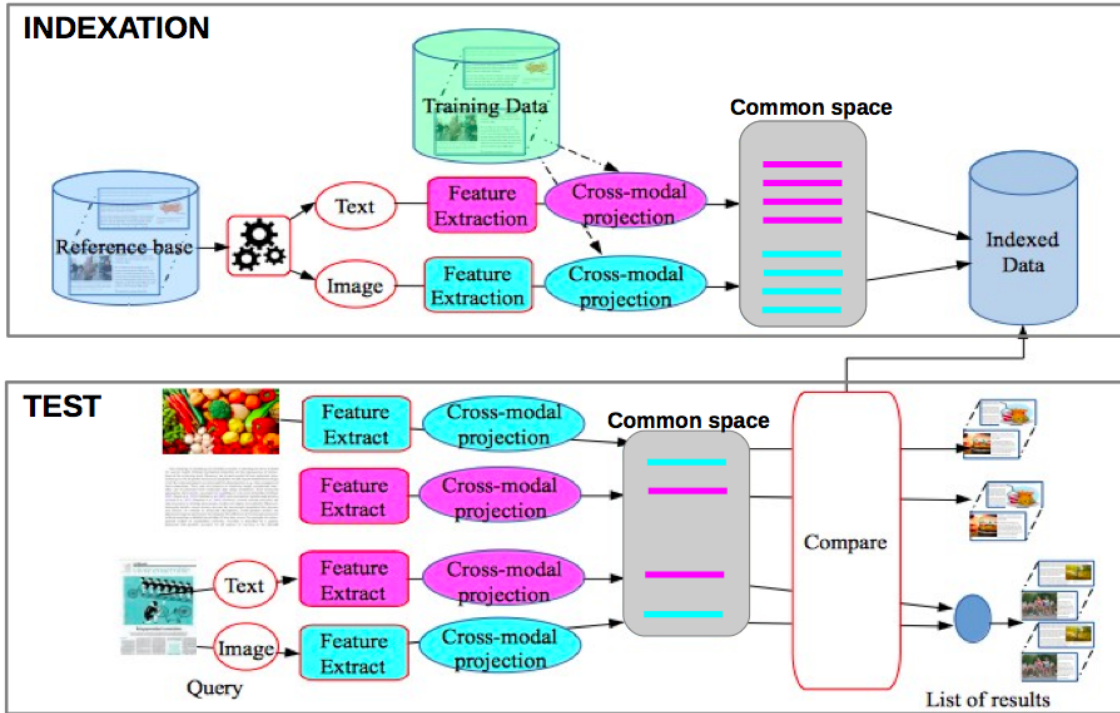 INDEXATION
Training Data
Common space
Reference base
Text
Feature
Extraction
Cross-modal
projection
Image
Feature
Extraction
Cross-modal
projection
Indexed
Data
TEST
Feature
Extract
Cross-modal
projection
Common space
Feature
Extract
Cross-modal
projection
Compare
Text
Feature
Extract
Cross-modal
projection
Image
Feature
Extract
Cross-modal
projection
Query
List of results